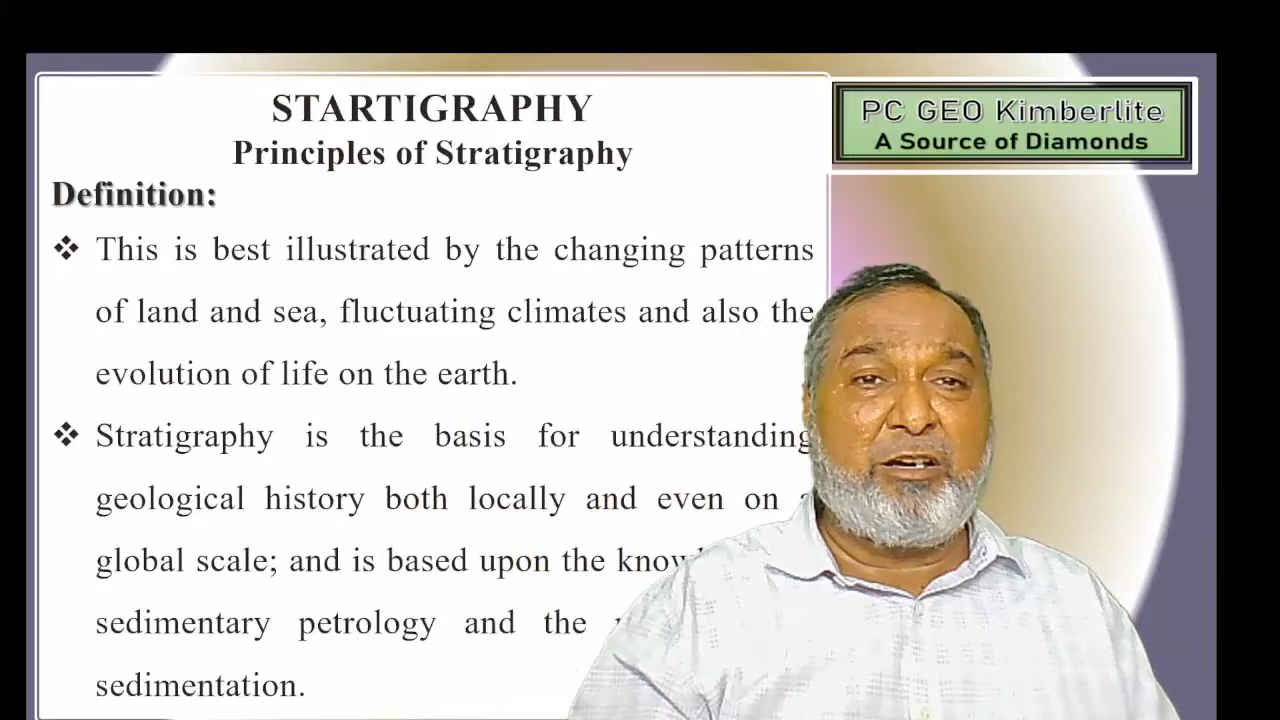 STARTIGRAPHY
Principles of Stratigraphy
Definition:
❖ This is best illustrated by the changing patterns
of land and sea, fluctuating climates and also the
evolution of life on the earth.
❖ Stratigraphy is the basis for understanding
geological history both locally and even on
global scale; and is based upon the
sedimentary petrology and the
sedimentation.
PC GEO Kimberlite
A Source of Diamonds